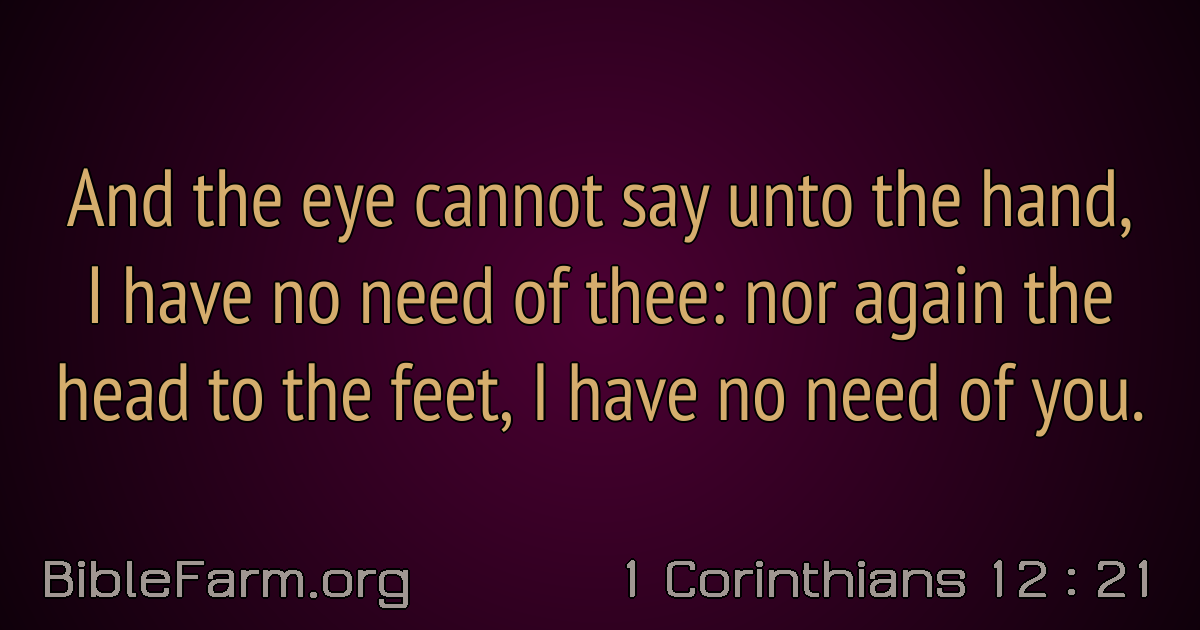 And the eye cannot say unto the hand,
I have no need of thee: nor again the
head to the feet, I have no need of you.
BibleFarm.org
1 Corinthians 12 : 21